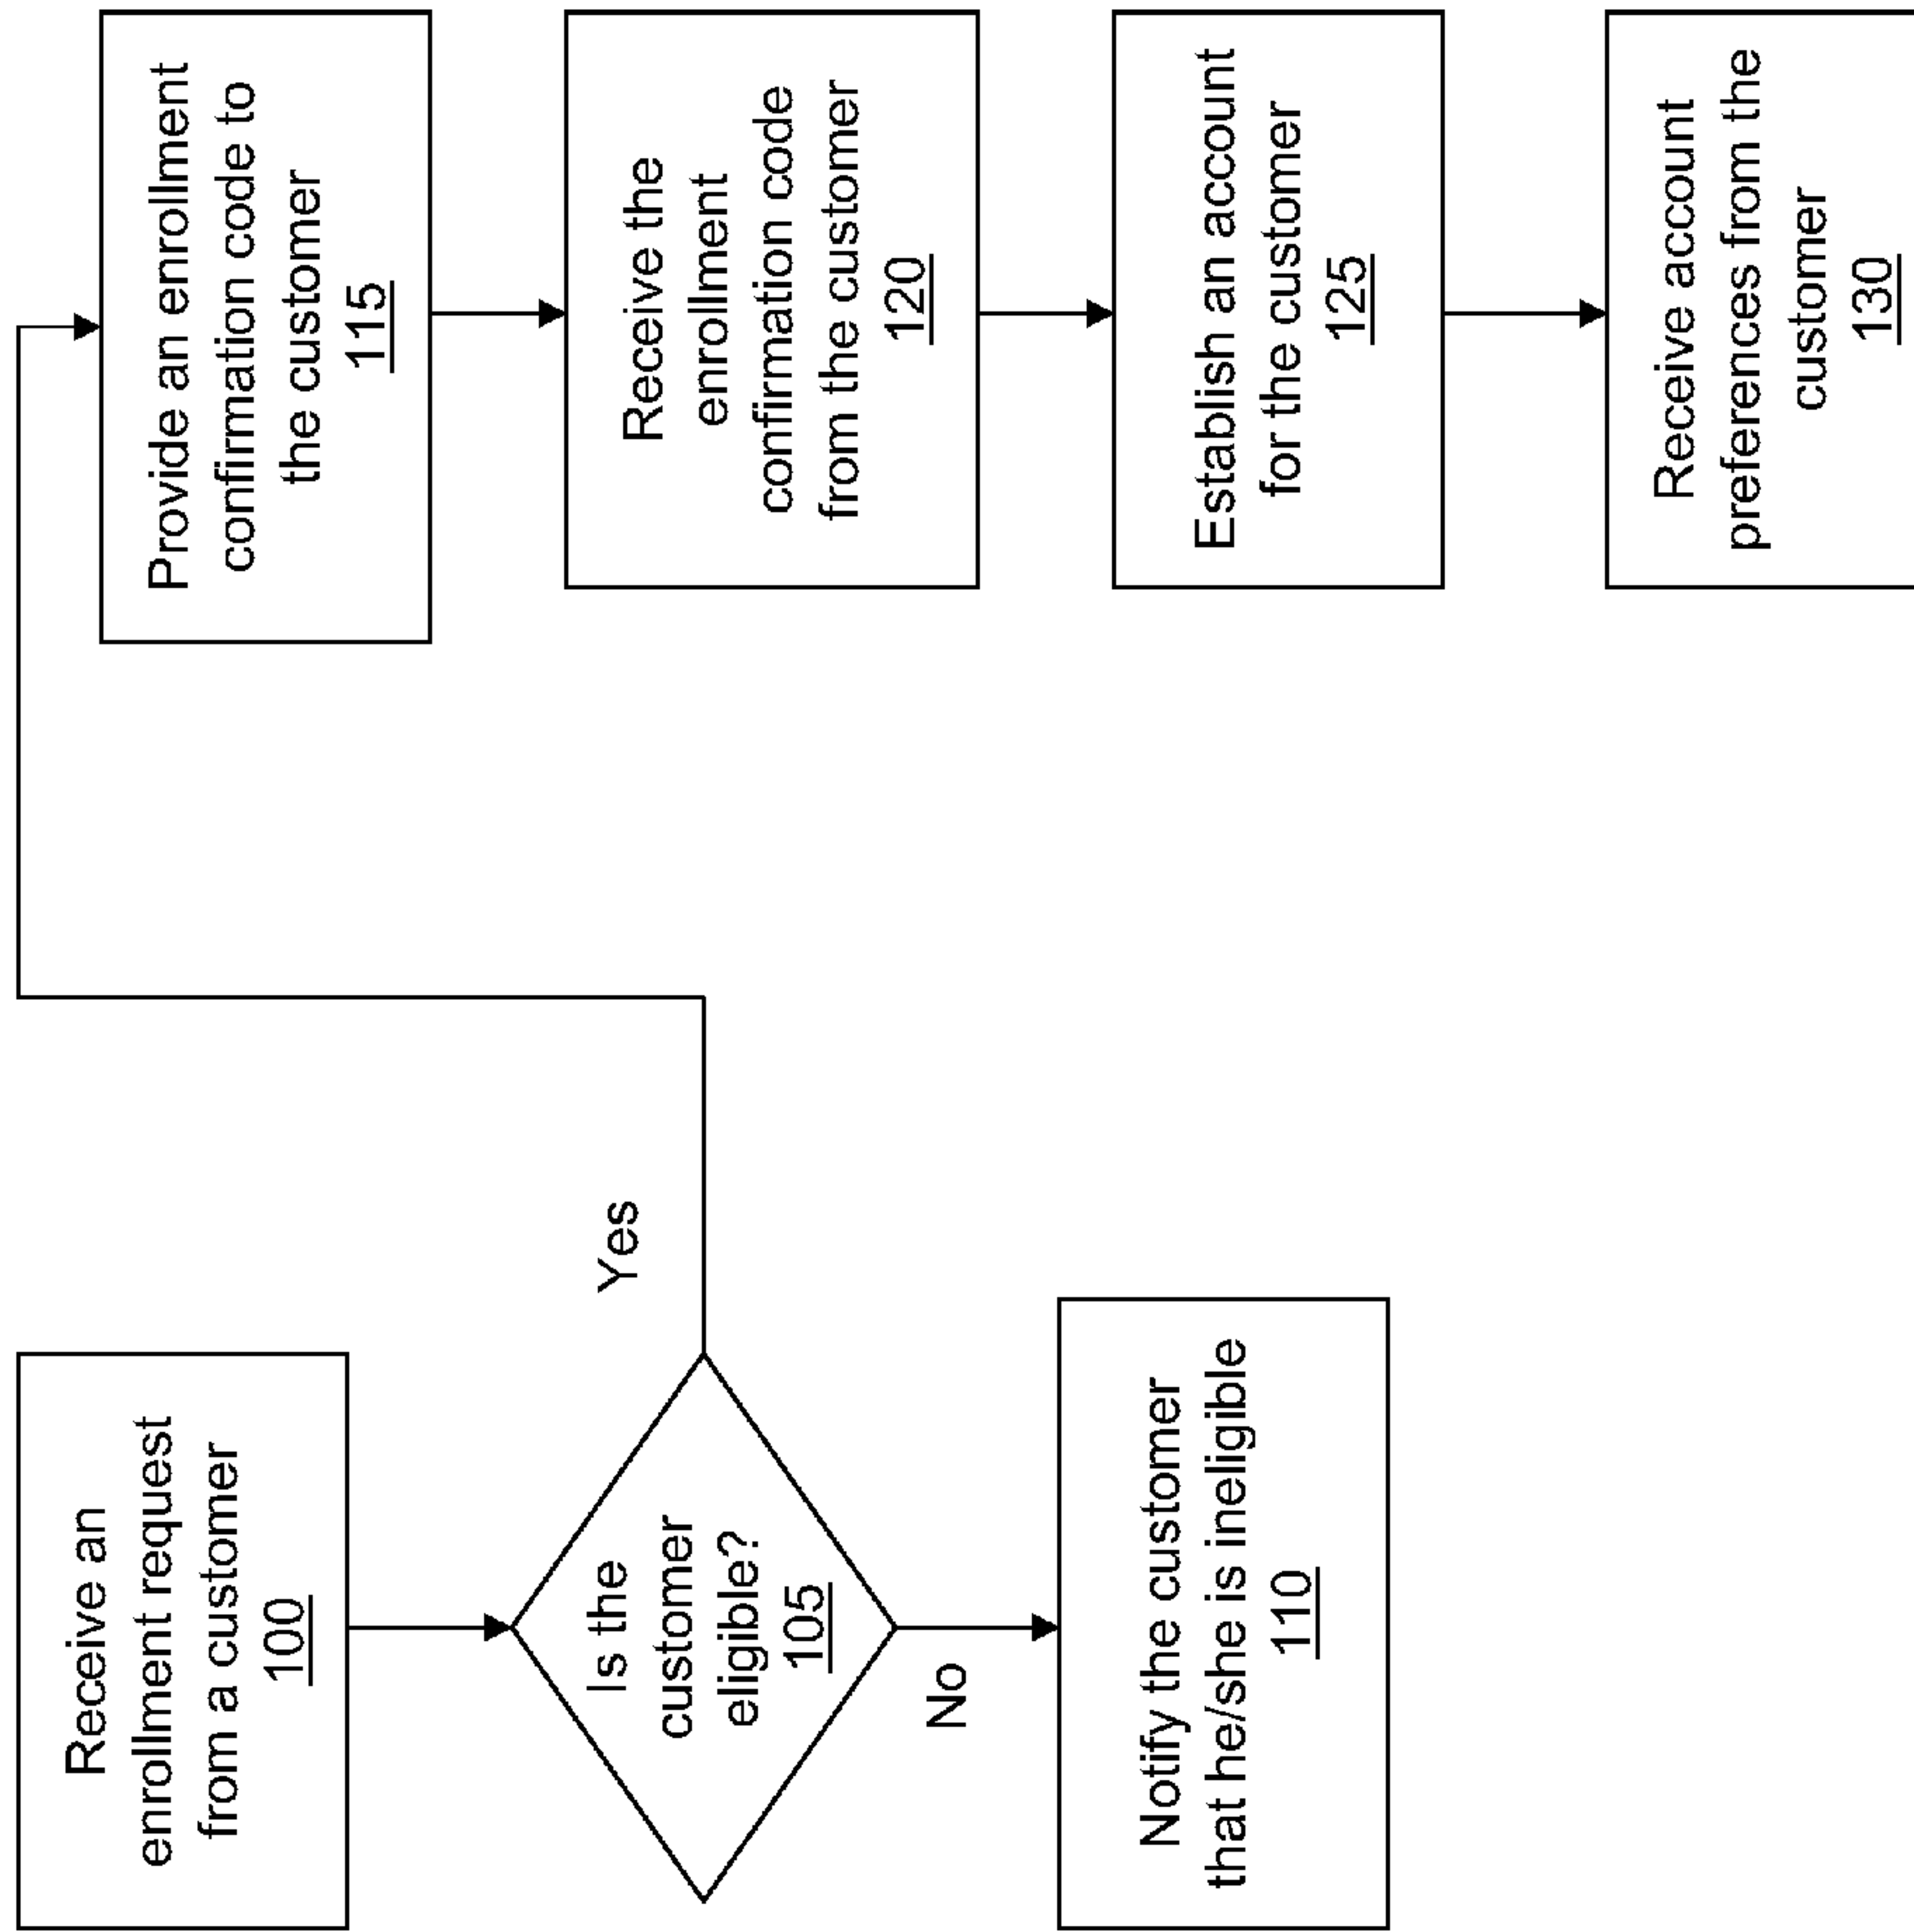 Receive an
enrollment request
from a customer
100
Is the
customer
eligible?
105
Yes
No
Notify the customer
that he/she is ineligible
110
Provide an enrollment
confirmation code to
the customer
115
Receive the
enrollment
confirmation code
from the customer
120
Establish an account
for the customer
125
Receive account
preferences from the
customer
130